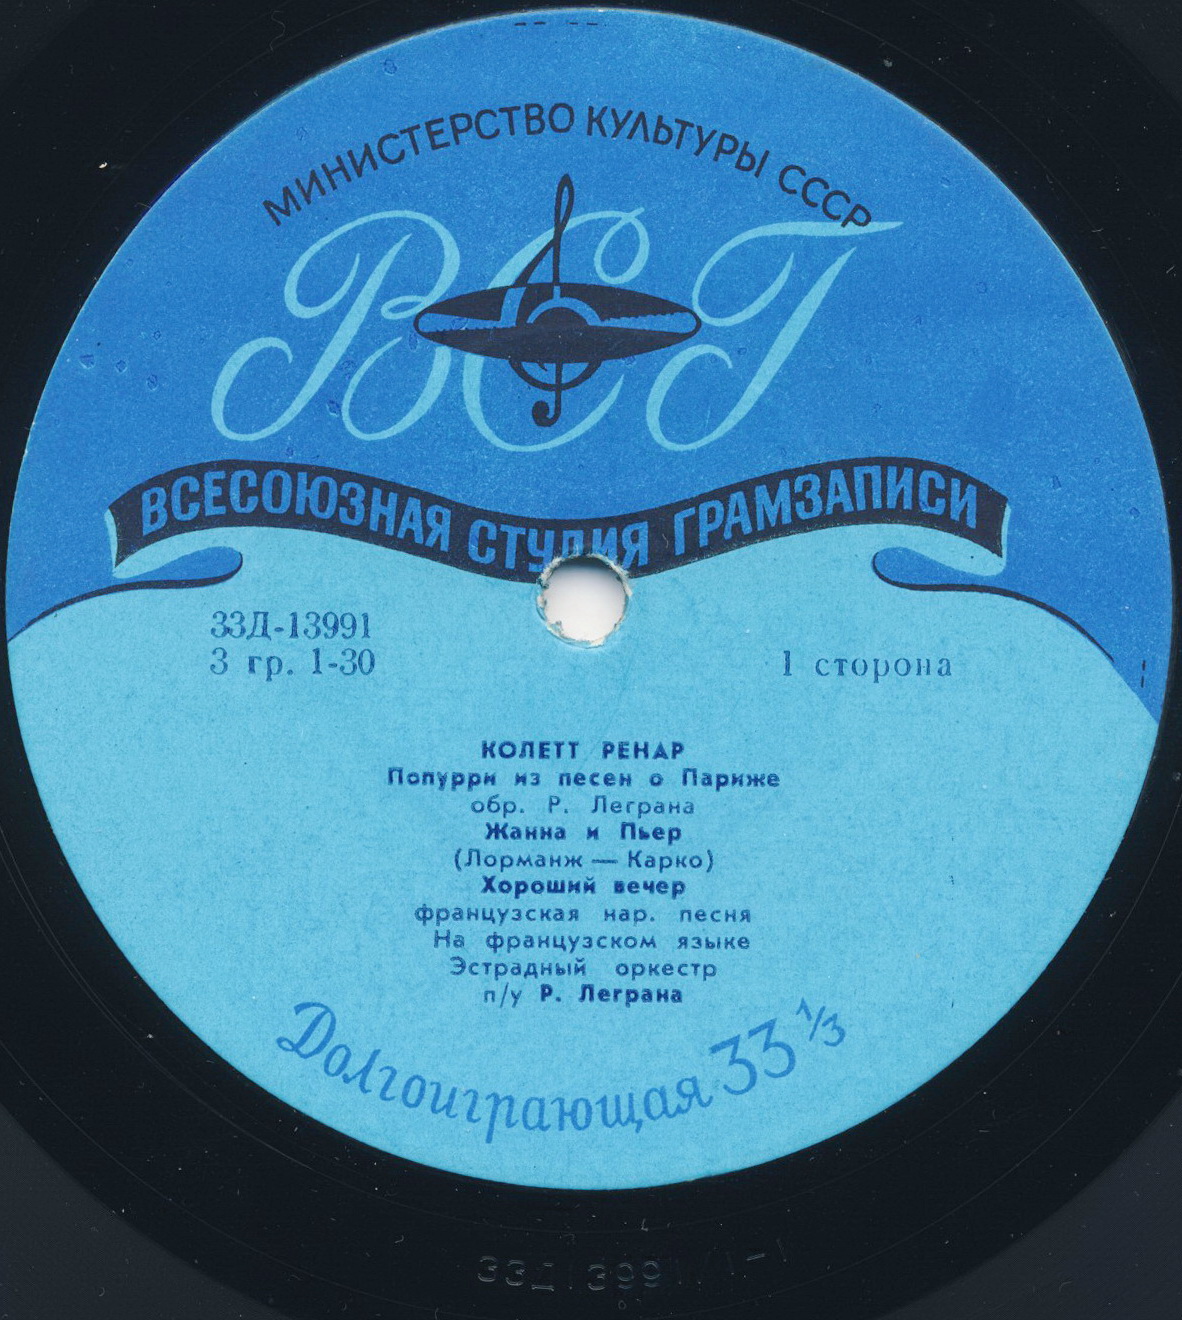 МИНИСТЕРСТВО КУЛЬТУРЫ СССР
ВСГ
ВСЕСОЮЗНАЯ СТУДИЯ ГРАМЗАПИСИ
33Д-13991
3 гр. 1-30
1 сторона
КОЛЕТТ РЕНАР
Попурри из песен о Париже
обр. Р. Леграна
Жанна и Пьер
(Лорманж — Карко)
Хороший вечер
французская нар. песня
На французском языке
Эстрадный оркестр
п/у Р. Леграна
Долгоиграющая 33 1/3